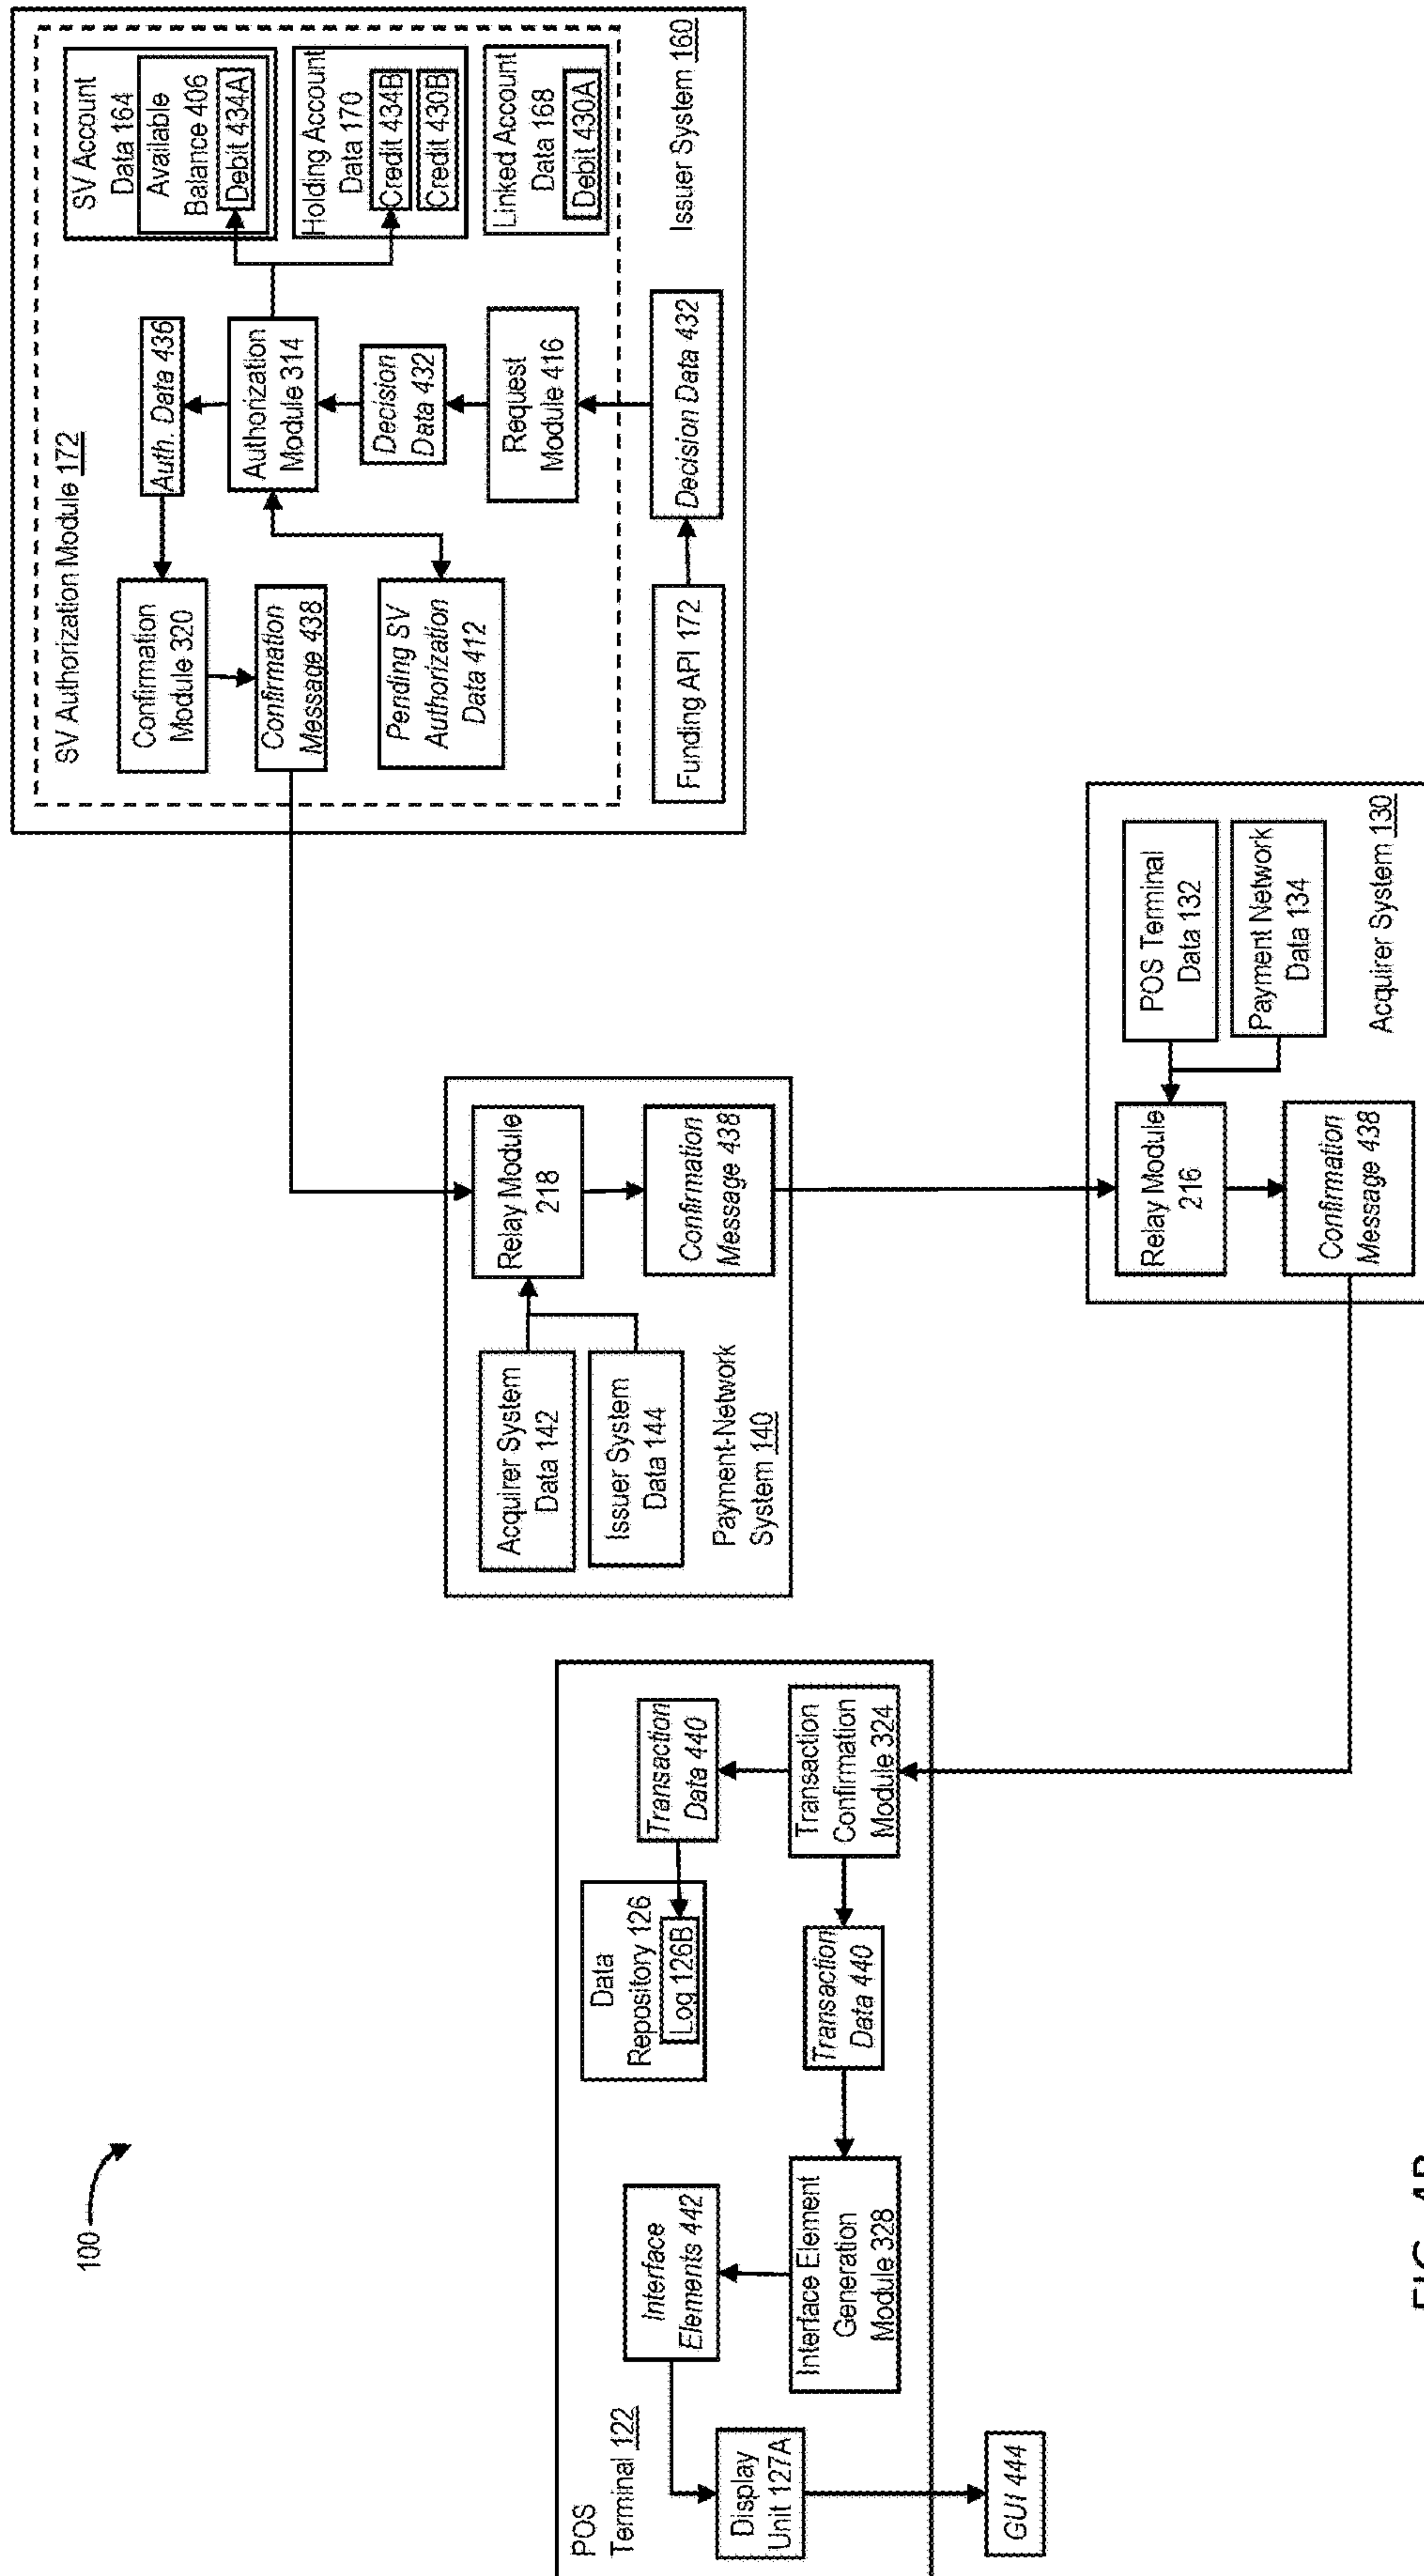 100
POS
Terminal 122
Display
Unit 127A
GUI 444
Interface
Elements 442
Interface Element
Generation
Module 328
Data
Repository 126
Log 126B
Transaction
Data 440
Transaction
Data 440
Transaction
Confirmation
Module 324
Acquirer System
Data 142
Issuer System
Data 144
Payment-Network
System 140
Relay Module
218
Confirmation
Message 438
Relay Module
216
Confirmation
Message 438
POS Terminal
Data 132
Payment Network
Data 134
Acquirer System 130
SV Authorization Module 172
Confirmation
Module 320
Confirmation
Message 438
Pending SV
Authorization
Data 412
Funding API 172
Auth. Data 436
Authorization
Module 314
Decision
Data 432
Request
Module 416
Decision Data 432
SV Account
Data 164
Available
Balance 406
Debit 434A
Holding Account
Data 170
Credit 434B
Credit 430B
Linked Account
Data 168
Debit 430A
Issuer System 160